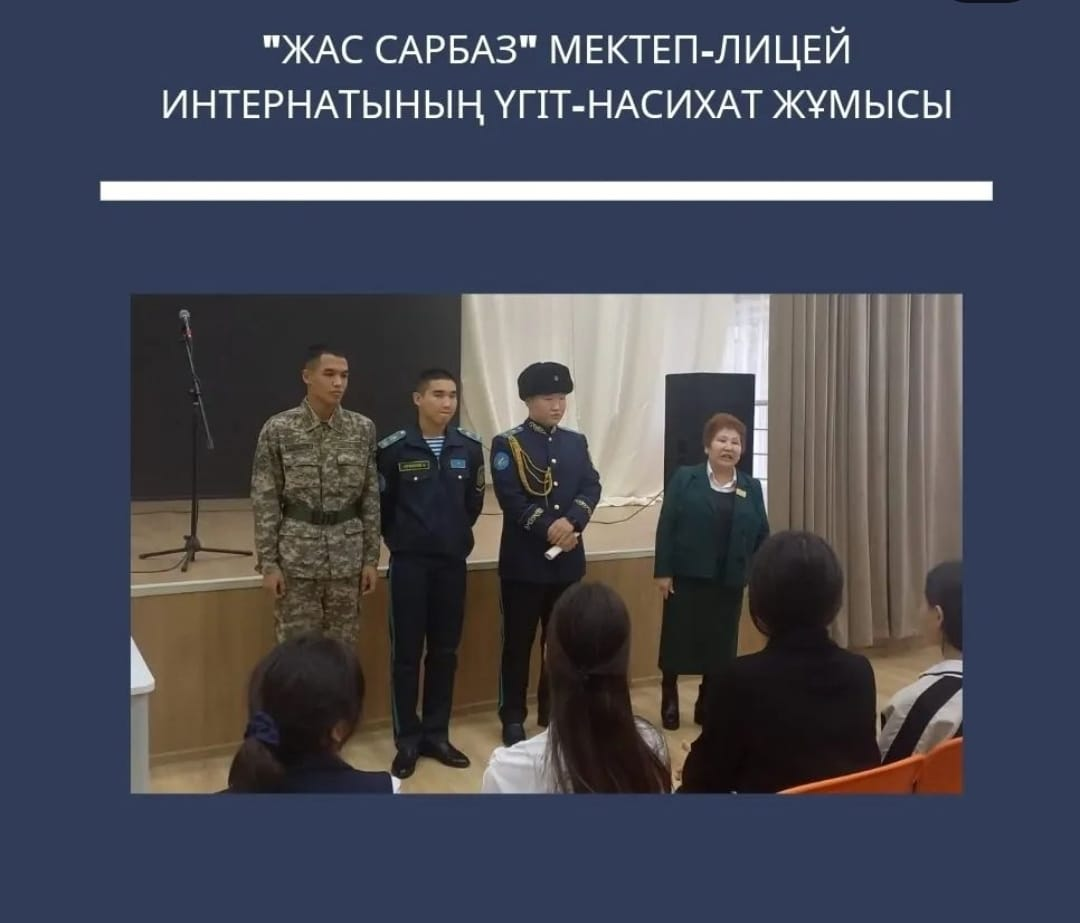 "ЖАС САРБАЗ" МЕКТЕП-ЛИЦЕЙ
ИНТЕРНАТЫНЫҢ ҮГІТ-НАСИХАТ ЖҰМЫСЫ